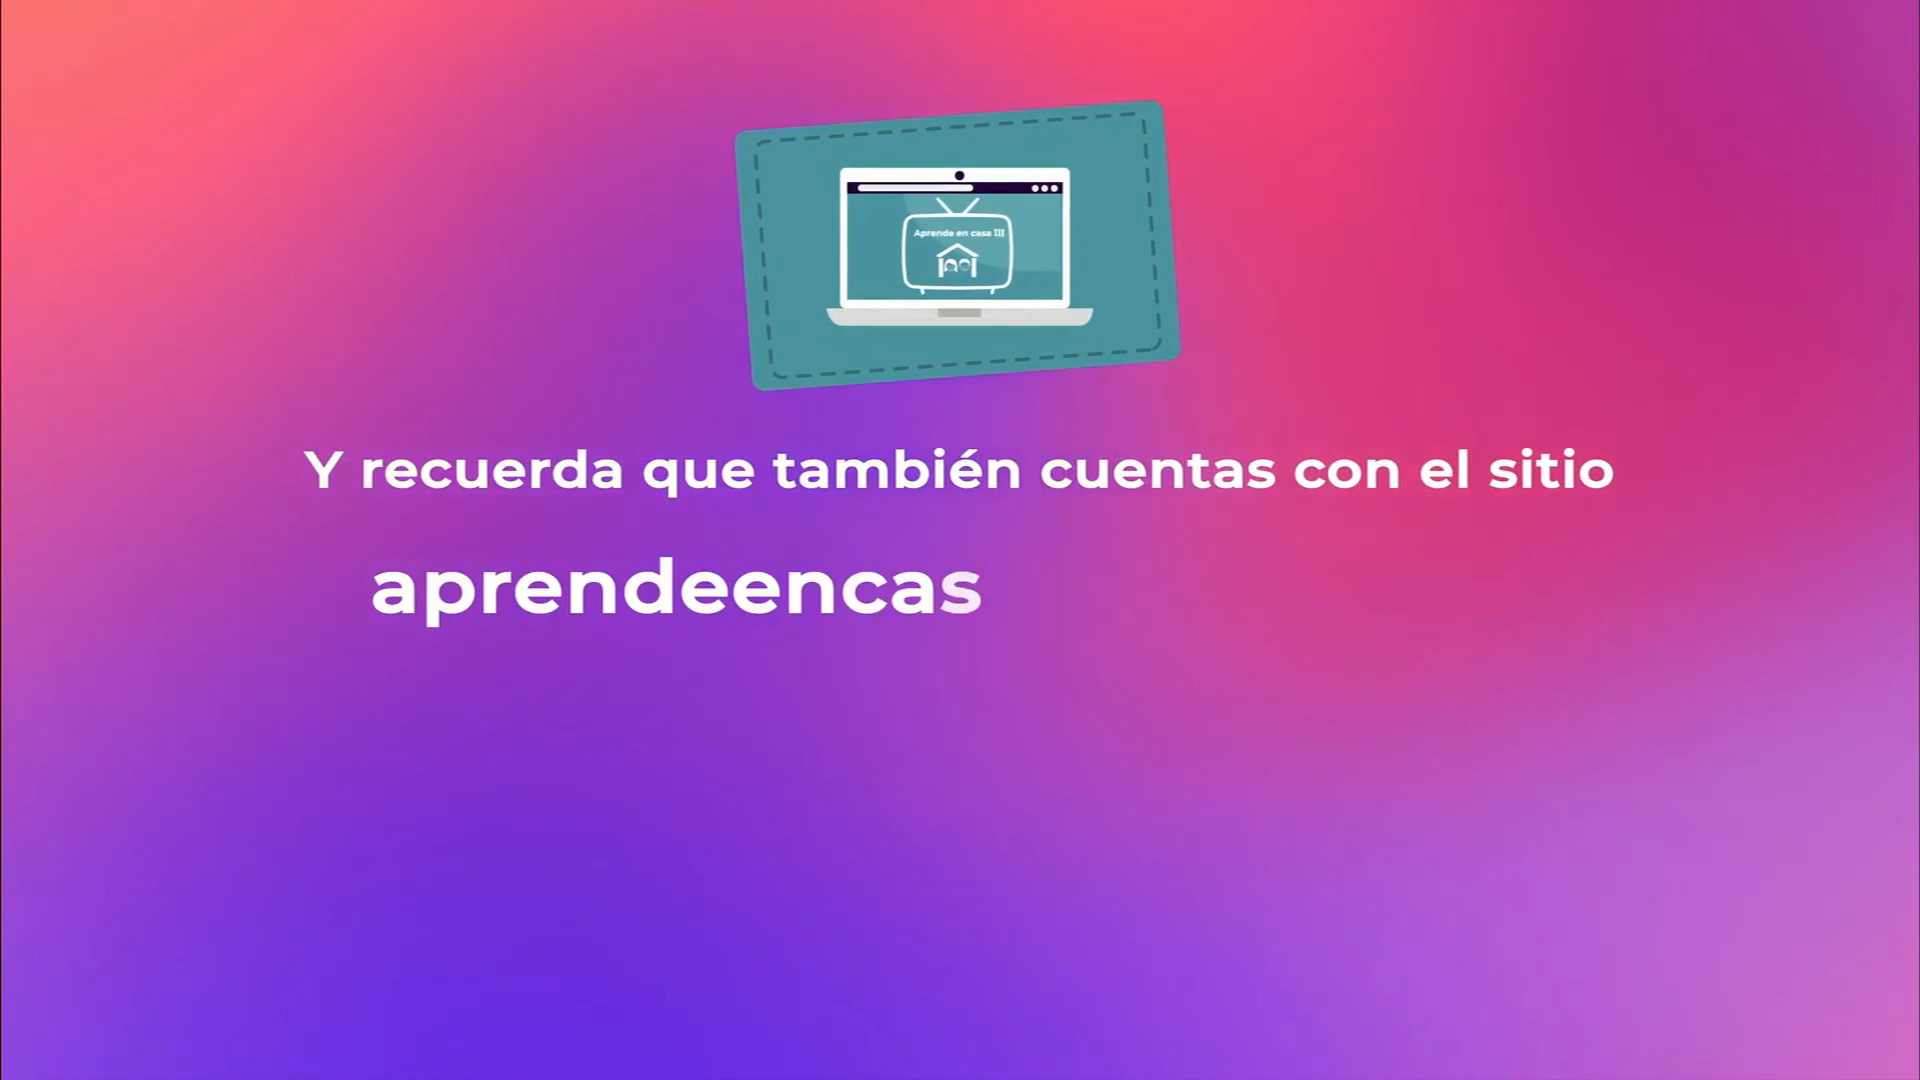 Aprende en casa III
Y recuerda que también cuentas con el sitio
aprendeencas